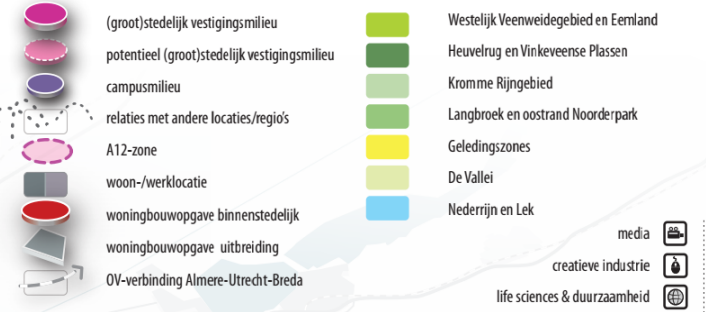 (groot)stedelijk vestigingsmilieu
potentieel (groot)stedelijk vestigingsmilieu
campusmilieu
relaties met andere locaties/regio's
A12-zone
woon-/werklocatie
woningbouwopgave binnenstedelijk
woningbouwopgave uitbreiding
OV-verbinding Almere-Utrecht-Breda
Westelijk Veenweidegebied en Eemland
Heuvelrug en Vinkeveense Plassen
Kromme Rijngebied
Langbroek en oostrand Noorderpark
Geledingszones
De Vallei
Nederrijn en Lek
media
creatieve industrie
life sciences & duurzaamheid